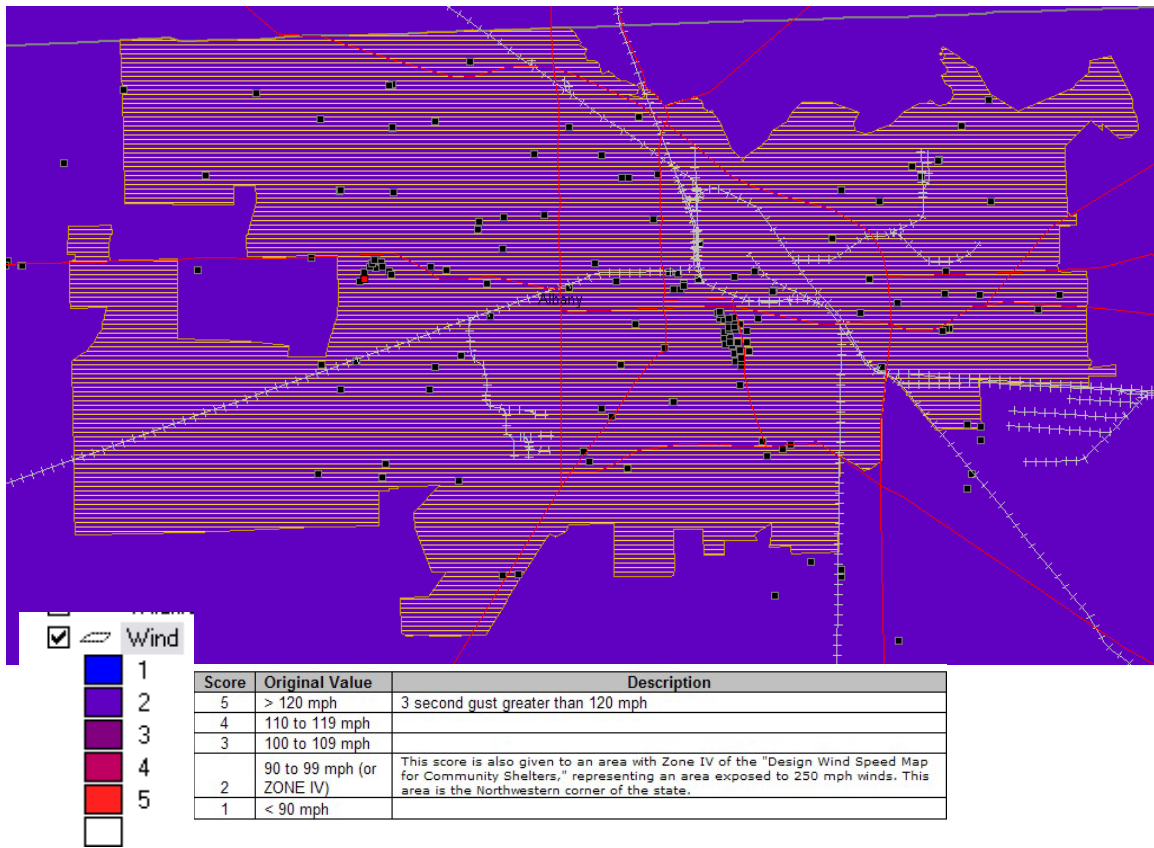 Albany
Wind
1
2
3
4
5
Score Original Value Description
5 > 120 mph 3 second gust greater than 120 mph
4 110 to 119 mph
3 100 to 109 mph
2 90 to 99 mph (or
ZONE IV) This score is also given to an area with Zone IV of the "Design Wind Speed Map
for Community Shelters," representing an area exposed to 250 mph winds. This
area is the Northwestern corner of the state.
1 < 90 mph